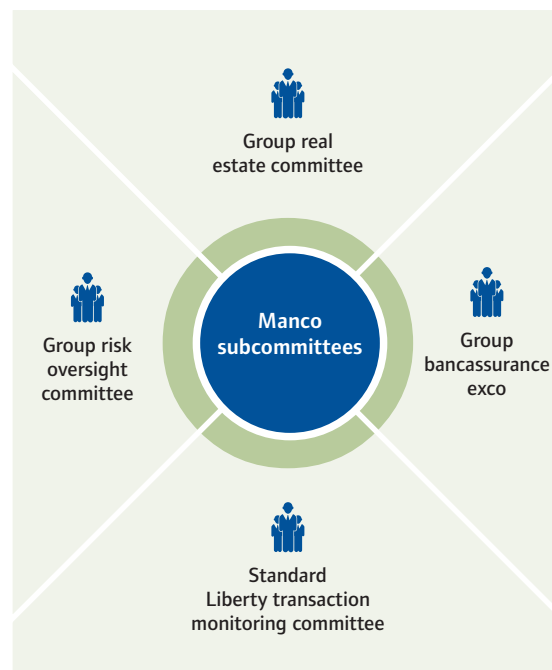 Group real
estate committee
Group risk
oversight
committee
Manco
subcommittees
Group
bancassurance
exco
Standard
Liberty transaction
monitoring committee